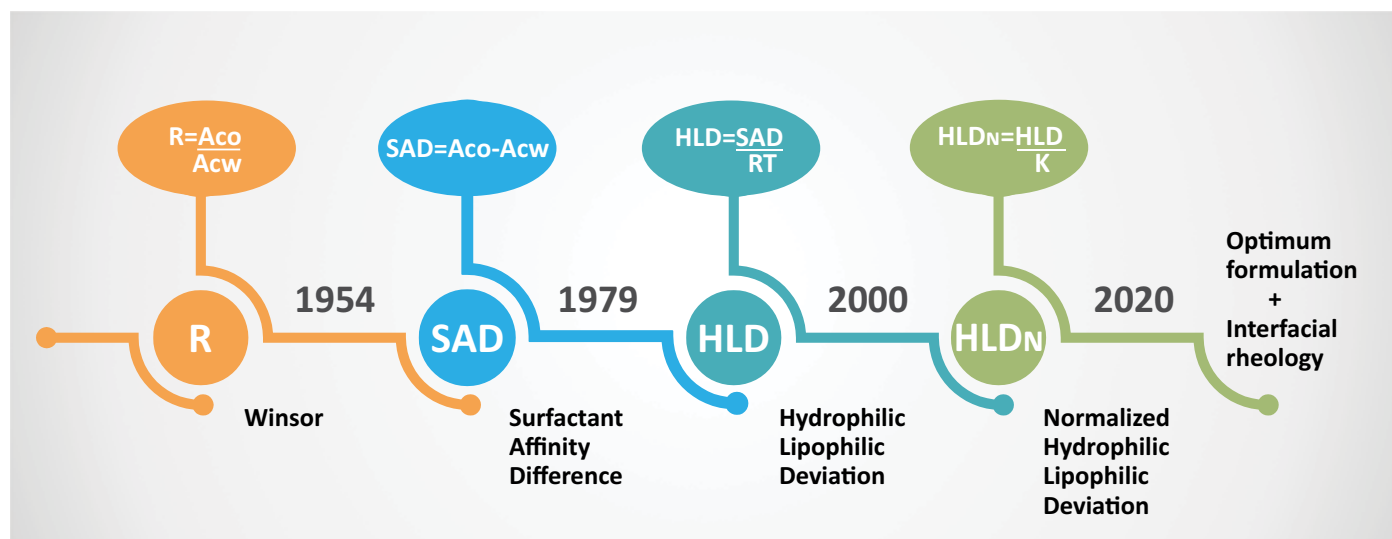 R=Aco
Acw
SAD=Aco-Acw
HLD=SAD
RT
HLDN=HLD
K
R
1954
SAD
1979
HLD
2000
HLDN
2020
Optimum
formulation
+
Interfacial
rheology
Winsor
Surfactant
Affinity
Difference
Hydrophilic
Lipophilic
Deviation
Normalized
Hydrophilic
Lipophilic
Deviation